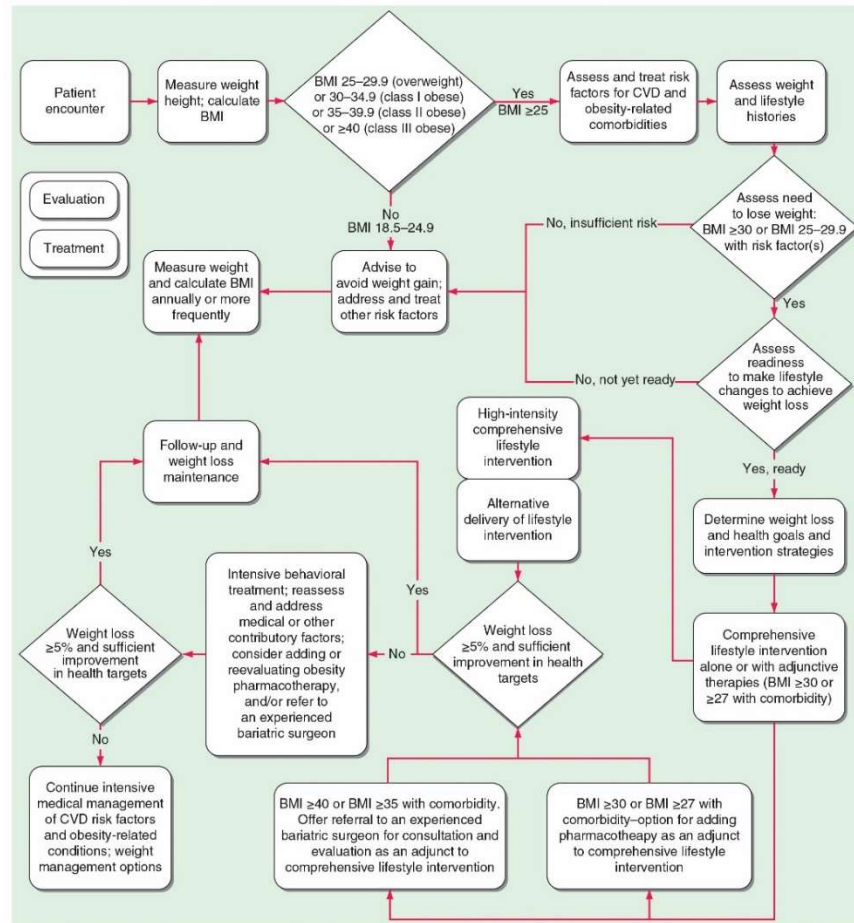 Patient
encounter
Measure weight
height; calculate
BMI
BMI 25–29.9 (overweight)
or 30–34.9 (class I obese)
or 35–39.9 (class II obese)
or ≥40 (class III obese)
Yes
BMI ≥25
Assess and treat risk
factors for CVD and
obesity-related
comorbidities
Assess weight
and lifestyle
histories
Evaluation
Treatment
No
BMI 18.5–24.9
No, insufficient risk
Assess need
to lose weight:
BMI ≥30 or BMI 25–29.9
with risk factor(s)
Measure weight
and calculate BMI
annually or more
frequently
Advise to
avoid weight gain;
address and treat
other risk factors
Yes
No, not yet ready
Assess
readiness
to make lifestyle
changes to achieve
weight loss
High-intensity
comprehensive
lifestyle
intervention
Follow-up and
weight loss
maintenance
Yes, ready
Alternative
delivery of lifestyle
intervention
Determine weight loss
and health goals and
intervention strategies
Yes
Intensive behavioral
treatment; reassess
and address
medical or other
contributory factors;
consider adding or
reevaluating obesity
pharmacotherapy,
and/or refer to
an experienced
bariatric surgeon
Yes
Weight loss
≥5% and sufficient
improvement
in health targets
No
Weight loss
≥5% and sufficient
improvement in health
targets
Comprehensive
lifestyle intervention
alone or with adjunctive
therapies (BMI ≥30 or
≥27 with comorbidity)
No
Continue intensive
medical management
of CVD risk factors
and obesity-related
conditions; weight
management options
BMI ≥40 or BMI ≥35 with comorbidity.
Offer referral to an experienced
bariatric surgeon for consultation and
evaluation as an adjunct to
comprehensive lifestyle intervention
BMI ≥30 or BMI ≥27 with
comorbidity–option for adding
pharmacotherapy as an adjunct
to comprehensive lifestyle
intervention